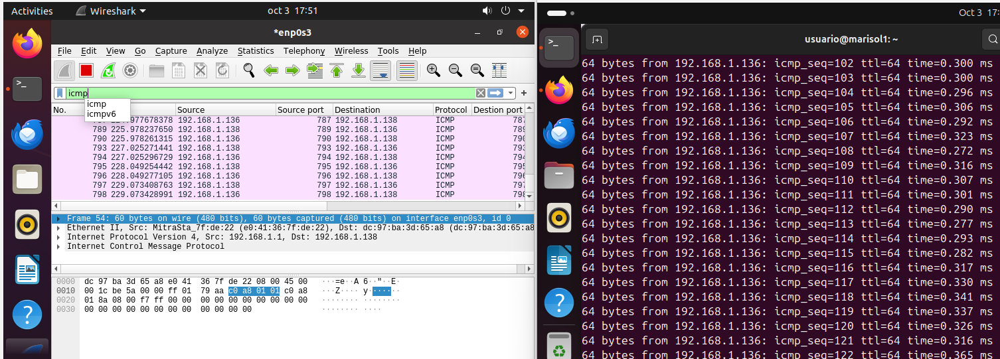 Activities Wireshark oct 3 17:51
*enp0s3
File Edit View Go Capture Analyze Statistics Telephony Wireless Tools Help
icmp
icmp
icmpv6
No. Source Source port Destination Protocol Destion port
977678378 192.168.1.136 787 192.168.1.138 ICMP 787
789 225.978237650 192.168.1.138 789 192.168.1.136 ICMP 789
790 225.978261315 192.168.1.136 790 192.168.1.138 ICMP 790
793 227.025271441 192.168.1.138 793 192.168.1.136 ICMP 793
794 227.025296729 192.168.1.136 794 192.168.1.138 ICMP 794
795 228.049254442 192.168.1.138 795 192.168.1.136 ICMP 795
796 228.049277105 192.168.1.136 796 192.168.1.138 ICMP 796
797 229.073408763 192.168.1.138 797 192.168.1.136 ICMP 797
798 229.073428991 192.168.1.136 798 192.168.1.138 ICMP 798
Frame 54: 60 bytes on wire (480 bits), 60 bytes captured (480 bits) on interface enp0s3, id 0
Ethernet II, Src: MitraSta_7f:de:22 (e0:41:36:7f:de:22), Dst: dc:97:ba:3d:65:a8 (dc:97:ba:3d:65:a8
Internet Protocol Version 4, Src: 192.168.1.1, Dst: 192.168.1.138
Internet Control Message Protocol
0000 dc 97 ba 3d 65 a8 e0 41 36 7f de 22 08 00 45 00 ···=e··A 6··"··E·
0010 00 1c be 5a 00 00 ff 01 79 aa c0 a8 01 01 c0 a8 ···Z···· y·······
0020 01 8a 08 00 f7 ff 00 00 00 00 00 00 00 00 00 00 ········ ········
0030 00 00 00 00 00 00 00 00 00 00 00 00 ········ ····
Oct 3 17:
usuario@marisol1: ~
64 bytes from 192.168.1.136: icmp_seq=102 ttl=64 time=0.300 ms
64 bytes from 192.168.1.136: icmp_seq=103 ttl=64 time=0.300 ms
64 bytes from 192.168.1.136: icmp_seq=104 ttl=64 time=0.296 ms
64 bytes from 192.168.1.136: icmp_seq=105 ttl=64 time=0.306 ms
64 bytes from 192.168.1.136: icmp_seq=106 ttl=64 time=0.292 ms
64 bytes from 192.168.1.136: icmp_seq=107 ttl=64 time=0.323 ms
64 bytes from 192.168.1.136: icmp_seq=108 ttl=64 time=0.272 ms
64 bytes from 192.168.1.136: icmp_seq=109 ttl=64 time=0.316 ms
64 bytes from 192.168.1.136: icmp_seq=110 ttl=64 time=0.307 ms
64 bytes from 192.168.1.136: icmp_seq=111 ttl=64 time=0.301 ms
64 bytes from 192.168.1.136: icmp_seq=112 ttl=64 time=0.290 ms
64 bytes from 192.168.1.136: icmp_seq=113 ttl=64 time=0.277 ms
64 bytes from 192.168.1.136: icmp_seq=114 ttl=64 time=0.293 ms
64 bytes from 192.168.1.136: icmp_seq=115 ttl=64 time=0.282 ms
64 bytes from 192.168.1.136: icmp_seq=116 ttl=64 time=0.317 ms
64 bytes from 192.168.1.136: icmp_seq=117 ttl=64 time=0.330 ms
64 bytes from 192.168.1.136: icmp_seq=118 ttl=64 time=0.341 ms
64 bytes from 192.168.1.136: icmp_seq=119 ttl=64 time=0.337 ms
64 bytes from 192.168.1.136: icmp_seq=120 ttl=64 time=0.326 ms
64 bytes from 192.168.1.136: icmp_seq=121 ttl=64 time=0.316 ms
64 bytes from 192.168.1.136: icmp_seq=122 ttl=64 time=0.365 ms